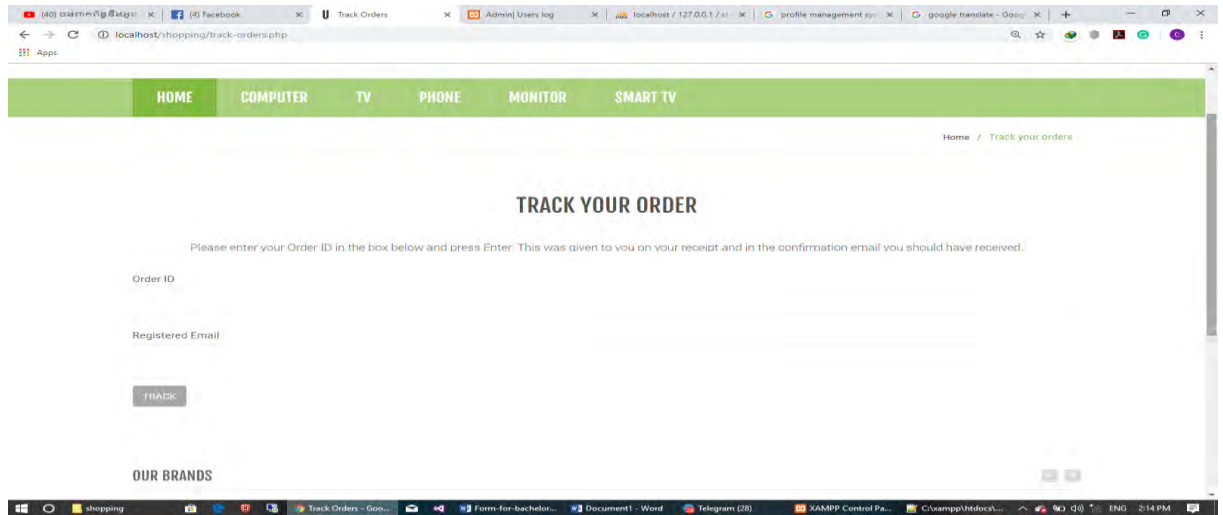 (4) Facebook
Track Orders
Admin| Users log
localhost / 127.0.0.1 /
profile management
google translate -
localhost/shopping/track-orders.php
Apps
HOME COMPUTER TV PHONE MONITOR SMART TV
Home / Track your orders
TRACK YOUR ORDER
Please enter your Order ID in the box below and press Enter. This was given to you on your receipt and in the confirmation email you should have received.
Order ID
Registered Email
TRACK
OUR BRANDS
shopping Track Orders - Goo... Form-for-bachelor... Document1 - Word Telegram (28) XAMPP Control Pa... C:\xampp\htdocs\... ENG 2:14 PM